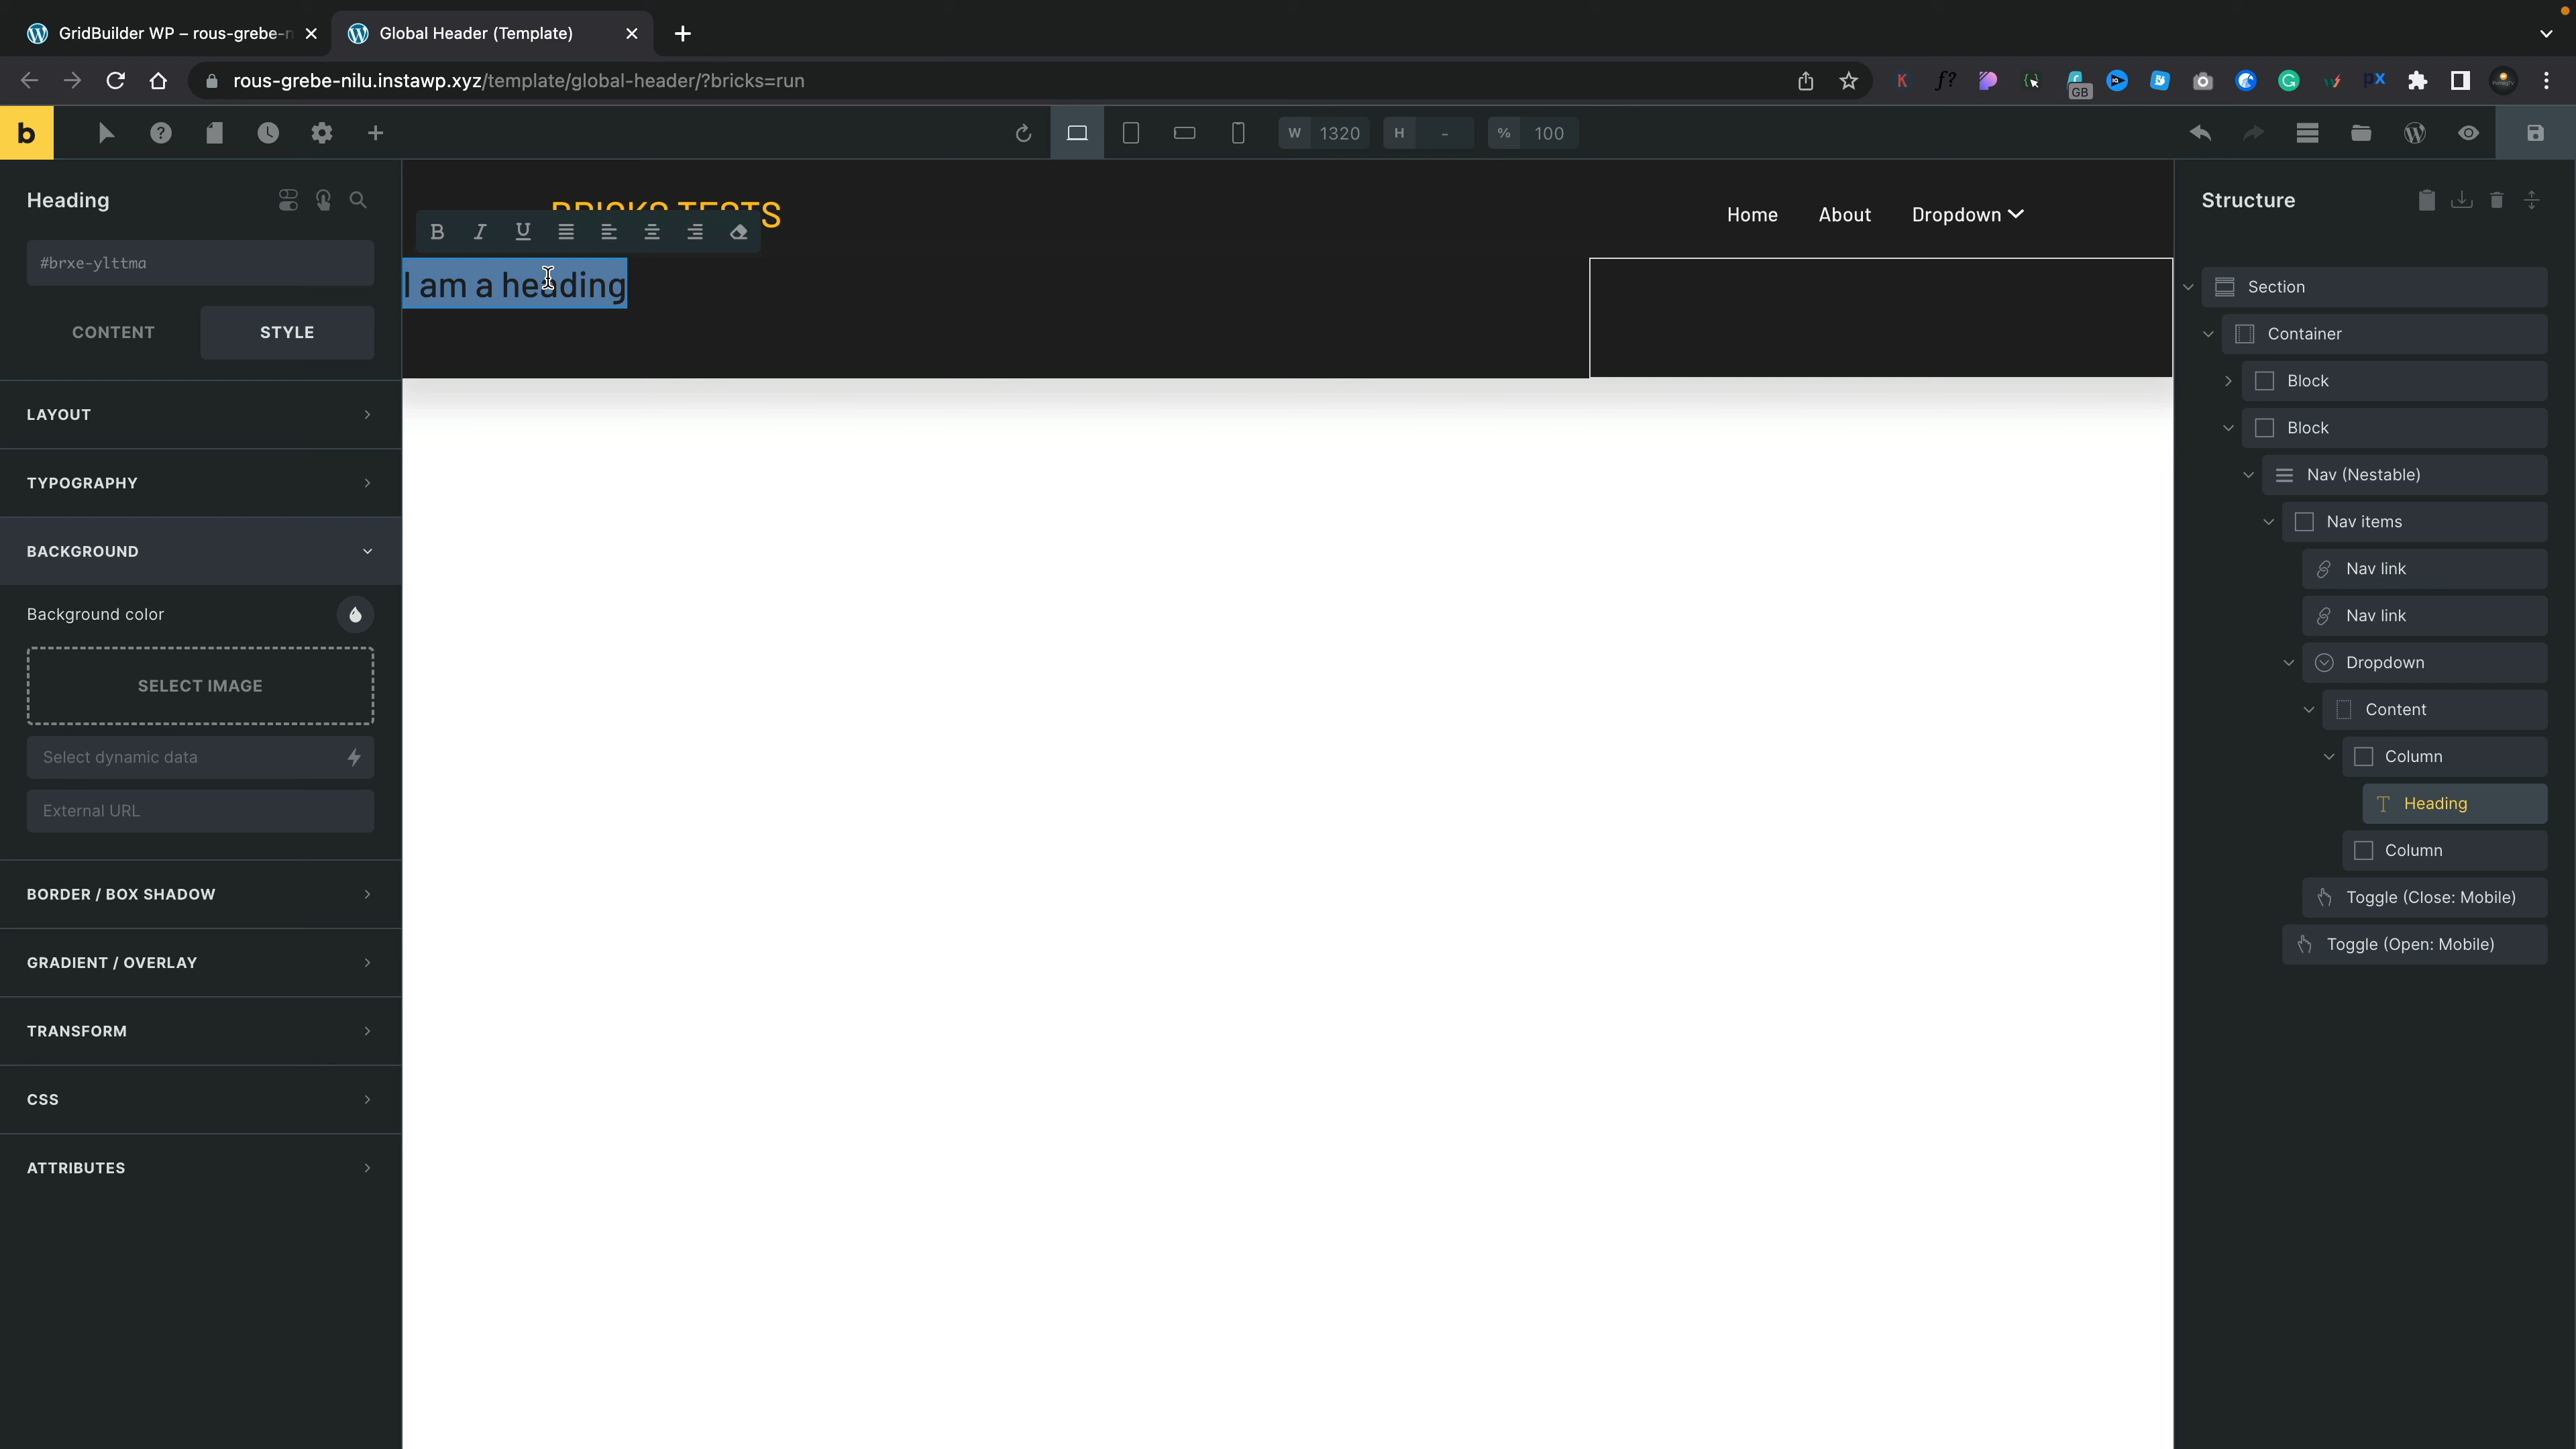 GridBuilder WP – rous-grebe-n
Global Header (Template)
rous-grebe-nilu.instawp.xyz/template/global-header/?bricks=run
GB
b
W 1320 H - % 100
Heading
#brxe-ylttma
CONTENT
STYLE
LAYOUT
TYPOGRAPHY
BACKGROUND
Background color
SELECT IMAGE
Select dynamic data
External URL
BORDER / BOX SHADOW
GRADIENT / OVERLAY
TRANSFORM
CSS
ATTRIBUTES
BRICKS TESTS
Home
About
Dropdown
I am a heading
Structure
Section
Container
Block
Block
Nav (Nestable)
Nav items
Nav link
Nav link
Dropdown
Content
Column
Heading
Column
Toggle (Close: Mobile)
Toggle (Open: Mobile)